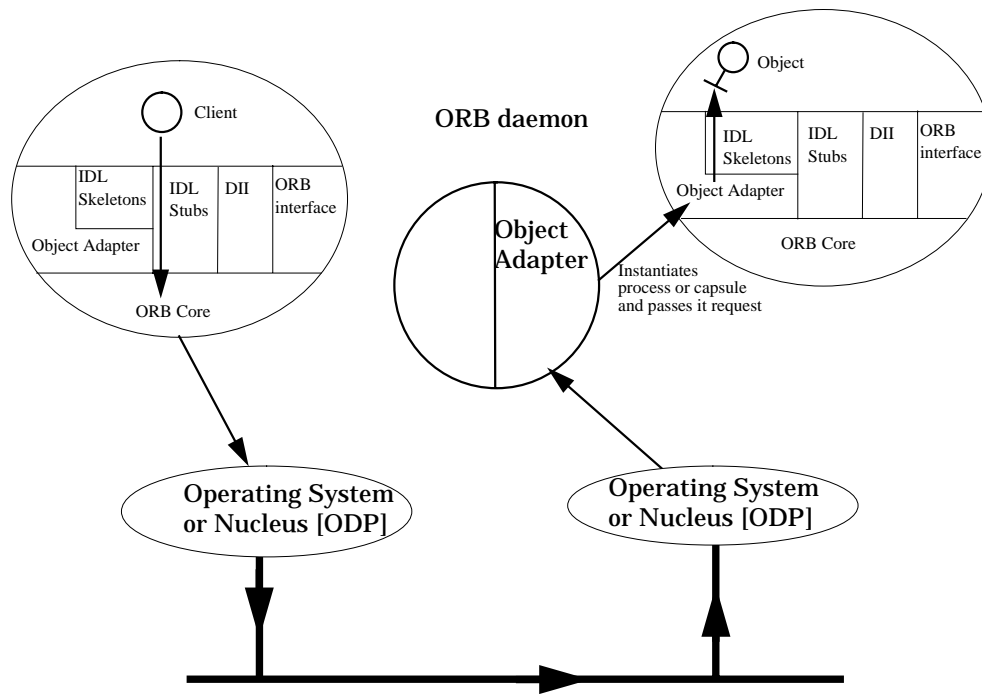 Client
IDL
Skeletons
IDL
Stubs
DII
ORB
interface
Object Adapter
ORB Core
ORB daemon
Object
Adapter
Object
IDL
Skeletons
IDL
Stubs
DII
ORB
interface
Object Adapter
ORB Core
Instantiates
process or capsule
and passes it request
Operating System
or Nucleus [ODP]
Operating System
or Nucleus [ODP]